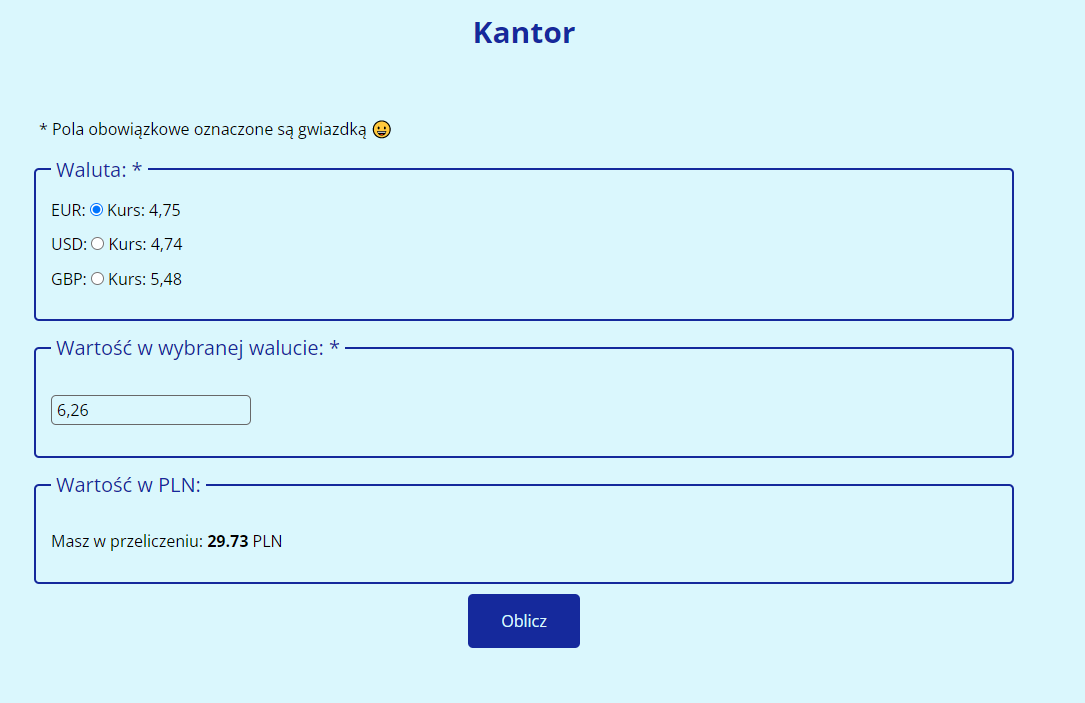 Kantor
* Pola obowiązkowe oznaczone są gwiazdką 😀
Waluta: *
EUR: Kurs: 4,75
USD: Kurs: 4,74
GBP: Kurs: 5,48
Wartość w wybranej walucie: *
6,26
Wartość w PLN:
Masz w przeliczeniu: 29.73 PLN
Oblicz